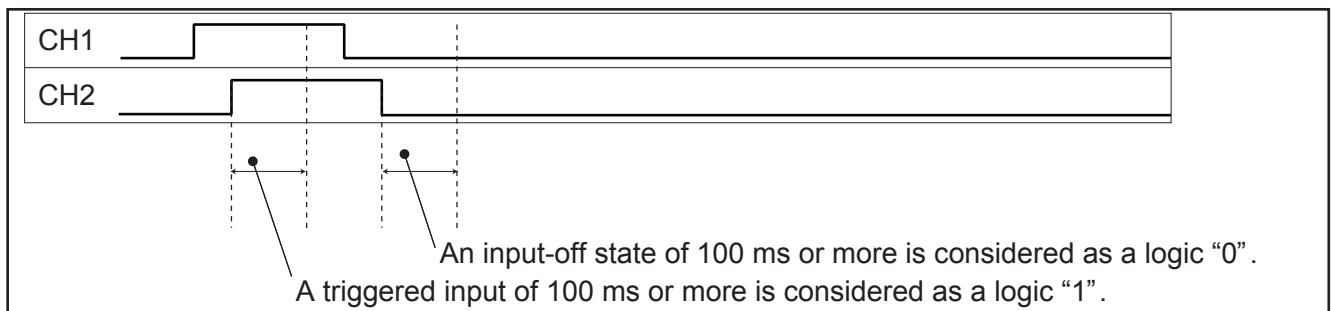 CH1
CH2
An input-off state of 100 ms or more is considered as a logic “0”.
A triggered input of 100 ms or more is considered as a logic “1”.